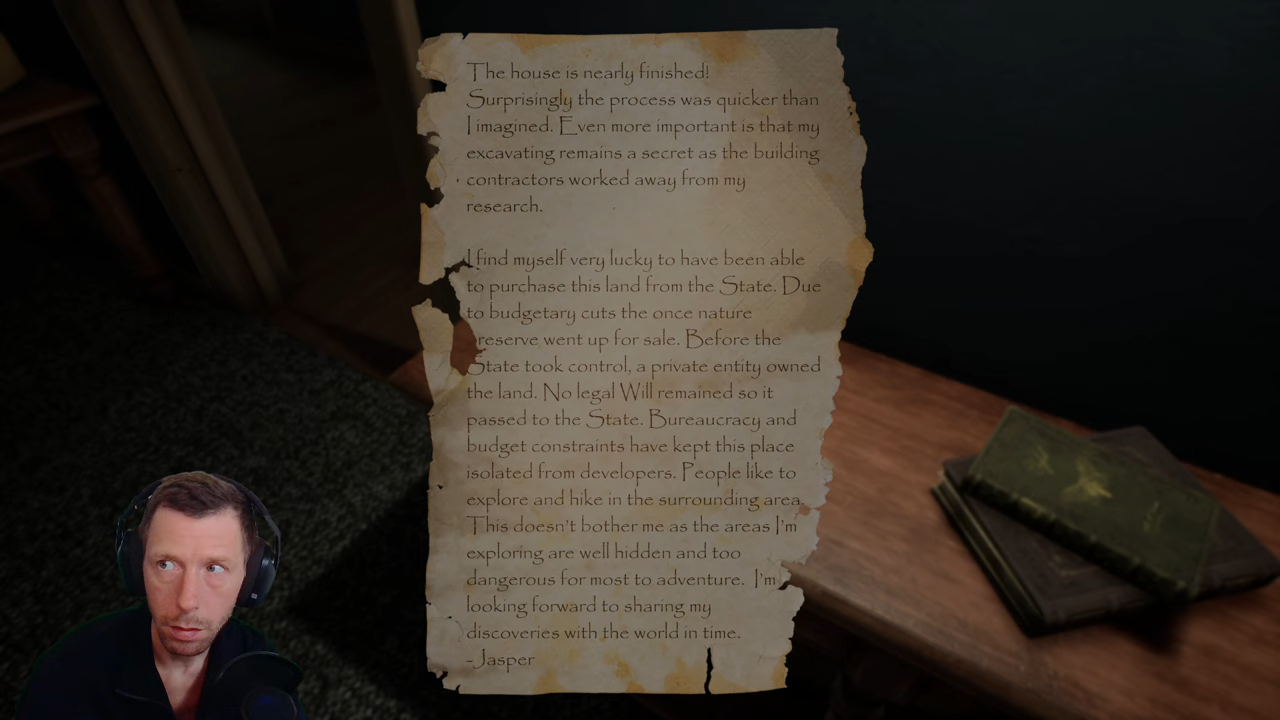 The house is nearly finished!
Surprisingly the process was quicker than
I imagined. Even more important is that my
excavating remains a secret as the building
contractors worked away from my
research.
I find myself very lucky to have been able
to purchase this land from the State. Due
to budgetary cuts the once nature
preserve went up for sale. Before the
State took control, a private entity owned
the land. No legal Will remained so it
passed to the State. Bureaucracy and
budget constraints have kept this place
isolated from developers. People like to
explore and hike in the surrounding area.
This doesn't bother me as the areas I'm
exploring are well hidden and too
dangerous for most to adventure. I'm
looking forward to sharing my
discoveries with the world in time.
-Jasper